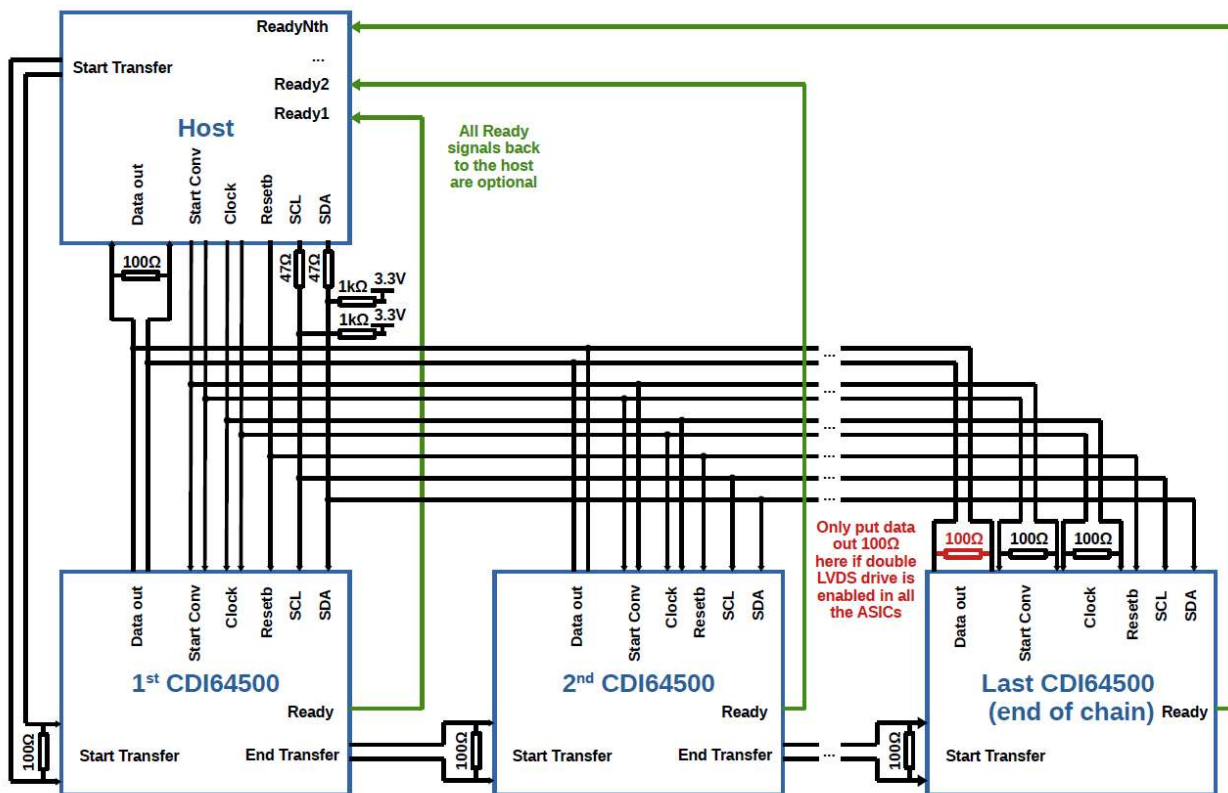 ReadyNth
...
Start Transfer
Ready2
Ready1
Host
All Ready
signals back
to the host
are optional
Data out
Start Conv
Clock
Resetb
SCL
SDA
100Ω
47Ω
47Ω
1kΩ
3.3V
1kΩ
3.3V
...
...
...
...
...
Only put data
out 100Ω
here if double
LVDS drive is
enabled in all
the ASICs
100Ω
100Ω
100Ω
Data out
Start Conv
Clock
Resetb
SCL
SDA
1st CDI64500
Ready
End Transfer
Start Transfer
100Ω
Data out
Start Conv
Clock
Resetb
SCL
SDA
2nd CDI64500
Ready
End Transfer
Start Transfer
100Ω
...
Data out
Start Conv
Clock
Resetb
SCL
SDA
Last CDI64500
(end of chain)
Ready
Start Transfer
100Ω